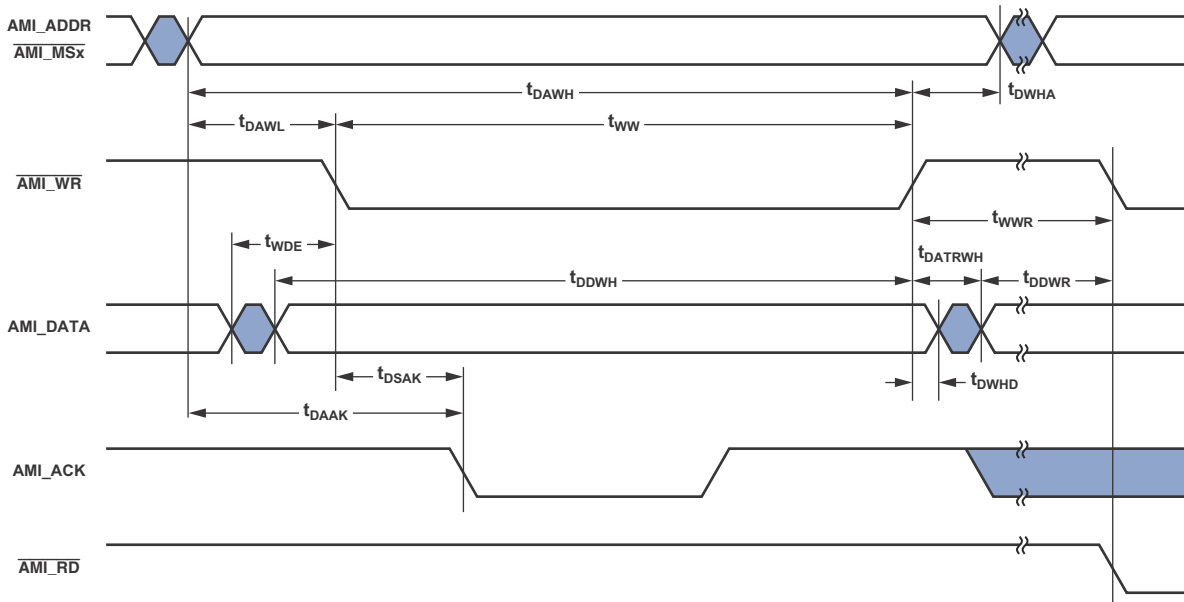 AMI_ADDR
AMI_MSx
tDAWH
tDWHA
tDAWL
tWW
AMI_WR
tWWR
tWDE
tDATRWH
tDDWH
tDDWR
AMI_DATA
tDSAK
tDWHD
tDAAK
AMI_ACK
AMI_RD